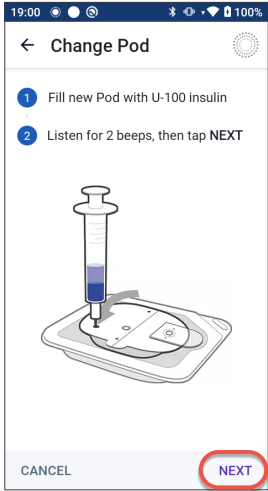 19:00 100%
Change Pod
1 Fill new Pod with U-100 insulin
2 Listen for 2 beeps, then tap NEXT
CANCEL NEXT